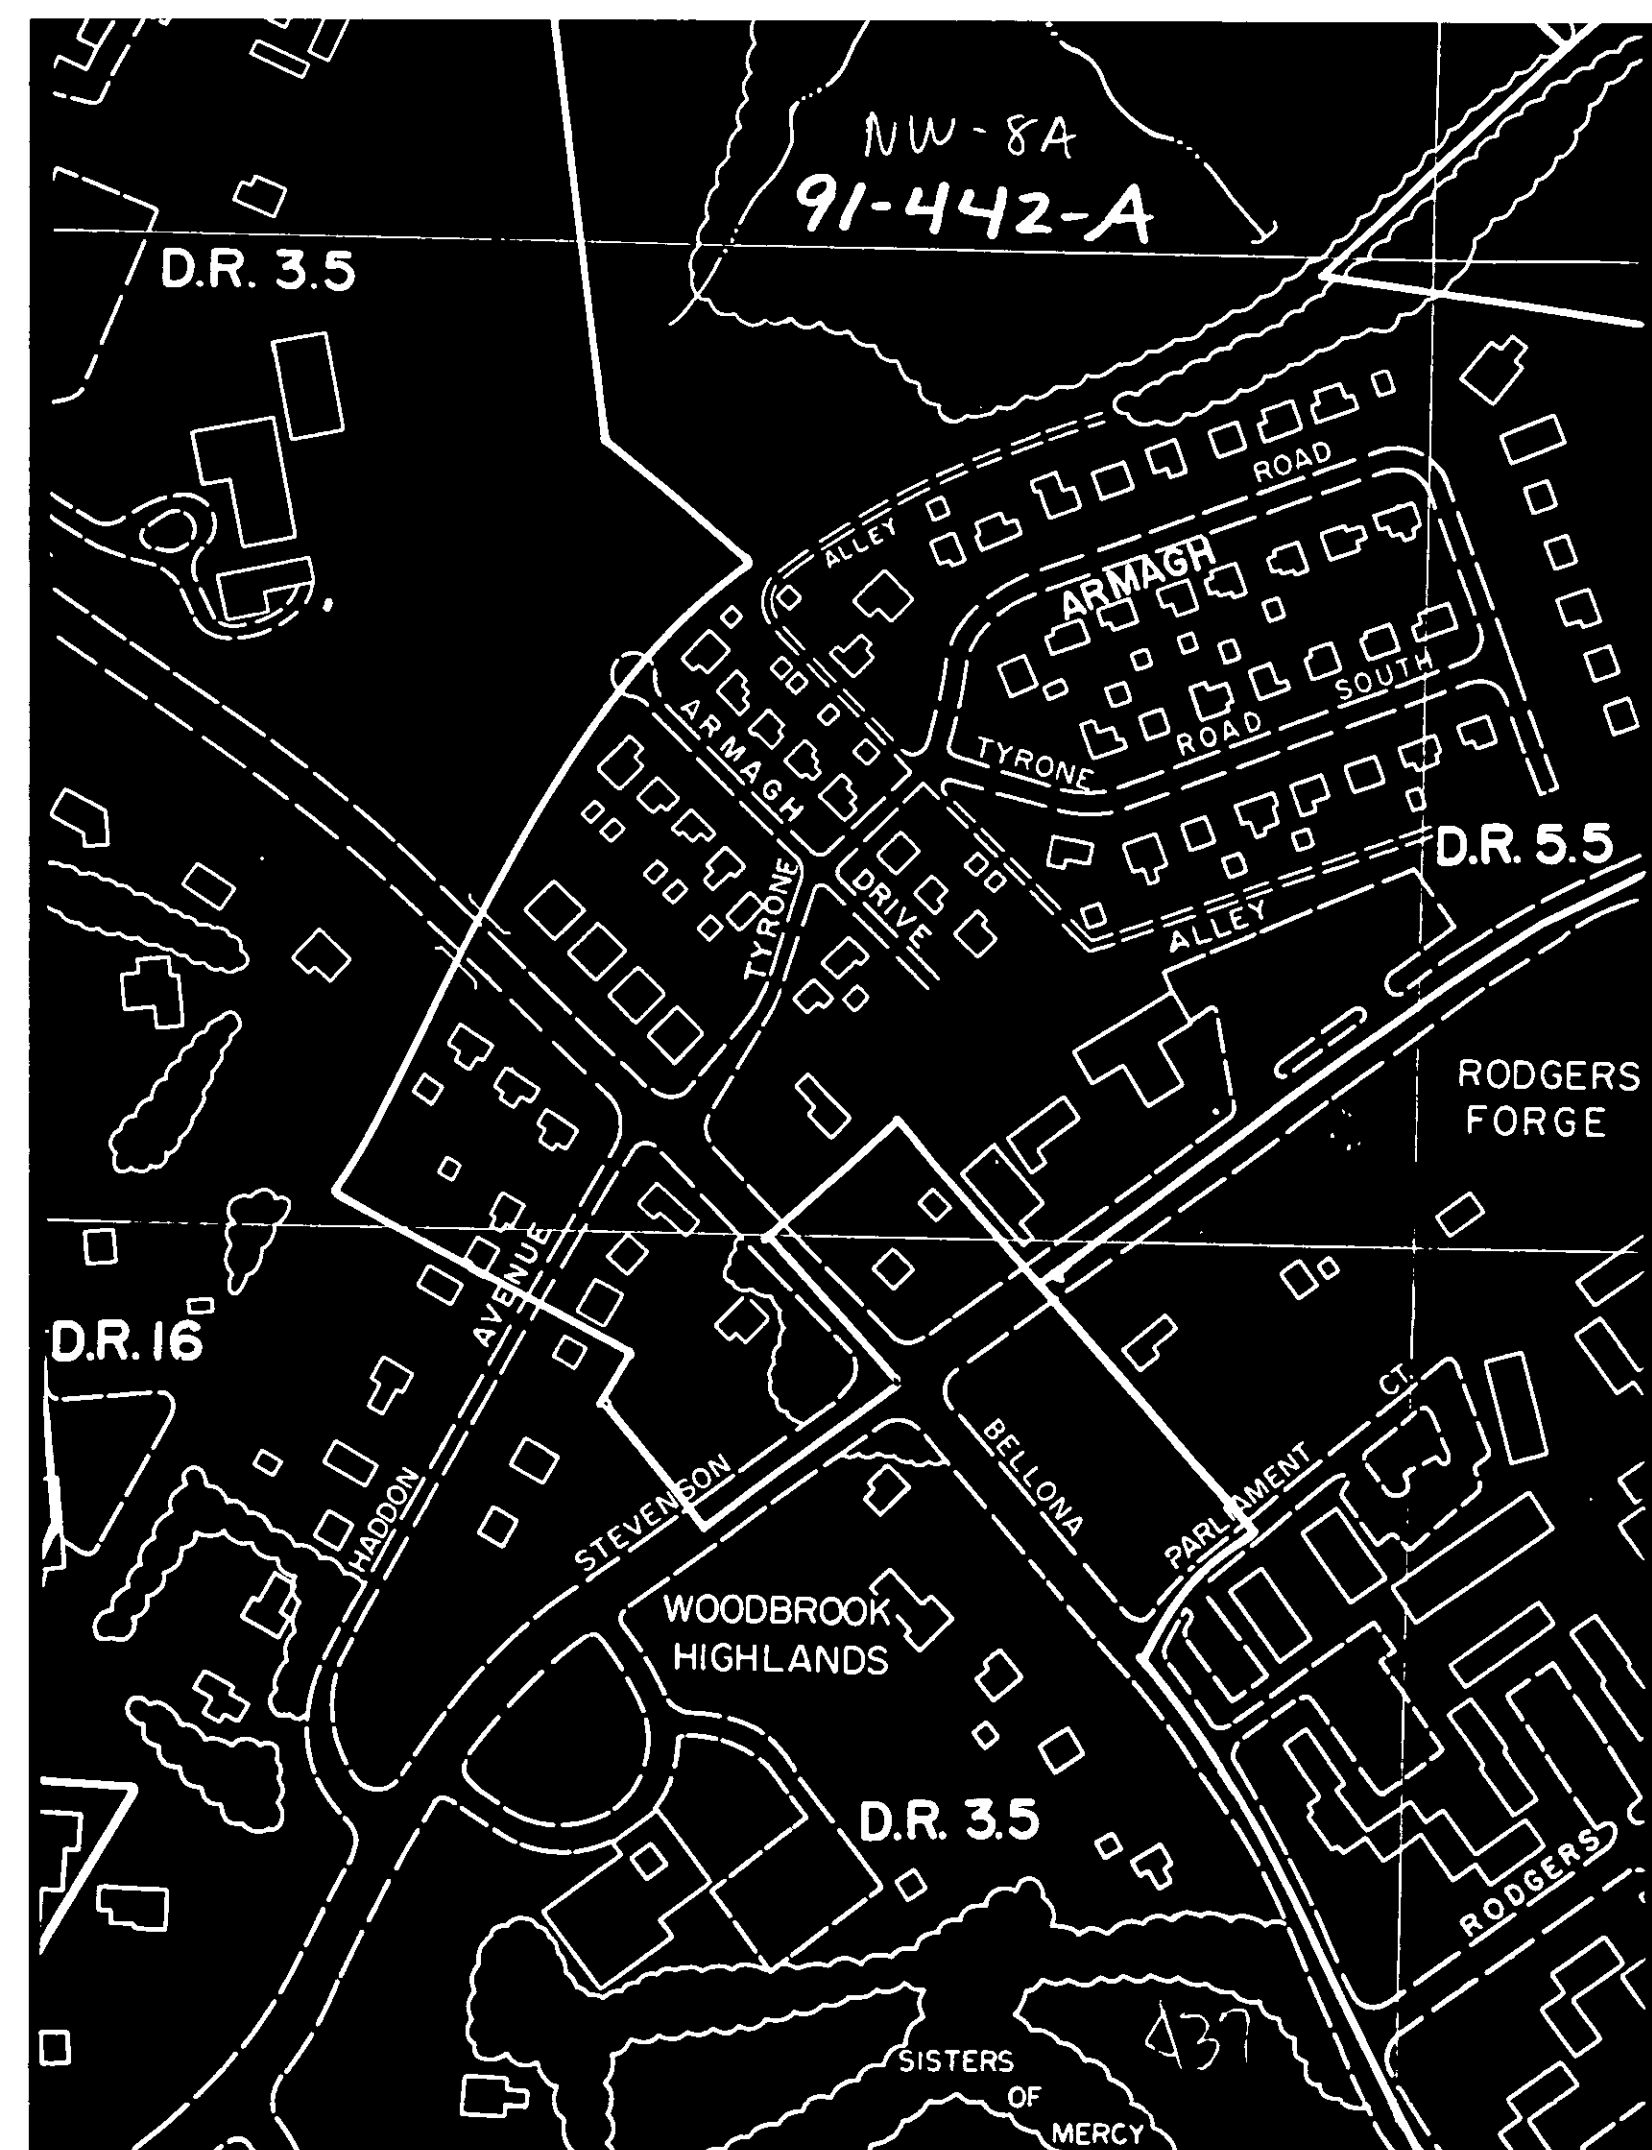 NW-8A
91-442-A
D.R. 3.5
ROAD
ALLEY
ARMAGH
ROAD SOUTH
TYRONE
ARMAGH
DRIVE
TYRONE
D.R. 5.5
ALLEY
RODGERS
FORGE
AVENUE
D.R. 16
CT.
PARLIAMENT
BELLONA
HADDON
STEVENSON
WOODBROOK
HIGHLANDS
D.R. 3.5
RODGERS
437
SISTERS
OF
MERCY